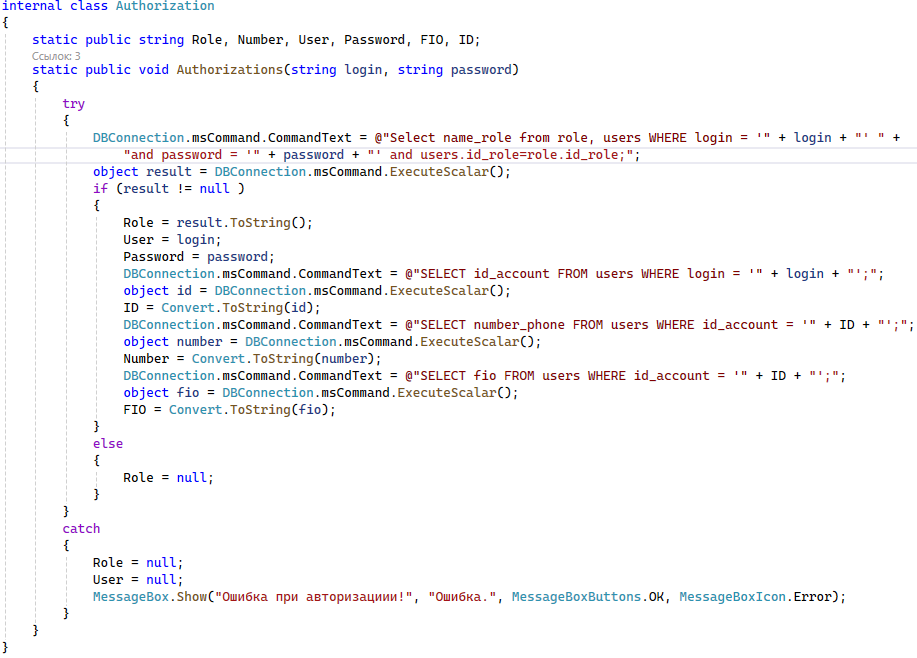 internal class Authorization
{
static public string Role, Number, User, Password, FIO, ID;
Ссылок: 3
static public void Authorizations(string login, string password)
{
try
{
DBConnection.msCommand.CommandText = @"Select name_role from role, users WHERE login = '" + login + "' " +
"and password = '" + password + "' and users.id_role=role.id_role;";
object result = DBConnection.msCommand.ExecuteScalar();
if (result != null )
{
Role = result.ToString();
User = login;
Password = password;
DBConnection.msCommand.CommandText = @"SELECT id_account FROM users WHERE login = '" + login + "';";
object id = DBConnection.msCommand.ExecuteScalar();
ID = Convert.ToString(id);
DBConnection.msCommand.CommandText = @"SELECT number_phone FROM users WHERE id_account = '" + ID + "';";
object number = DBConnection.msCommand.ExecuteScalar();
Number = Convert.ToString(number);
DBConnection.msCommand.CommandText = @"SELECT fio FROM users WHERE id_account = '" + ID + "';";
object fio = DBConnection.msCommand.ExecuteScalar();
FIO = Convert.ToString(fio);
}
else
{
Role = null;
}
}
catch
{
Role = null;
User = null;
MessageBox.Show("Ошибка при авторизациии!", "Ошибка.", MessageBoxButtons.OK, MessageBoxIcon.Error);
}
}
}